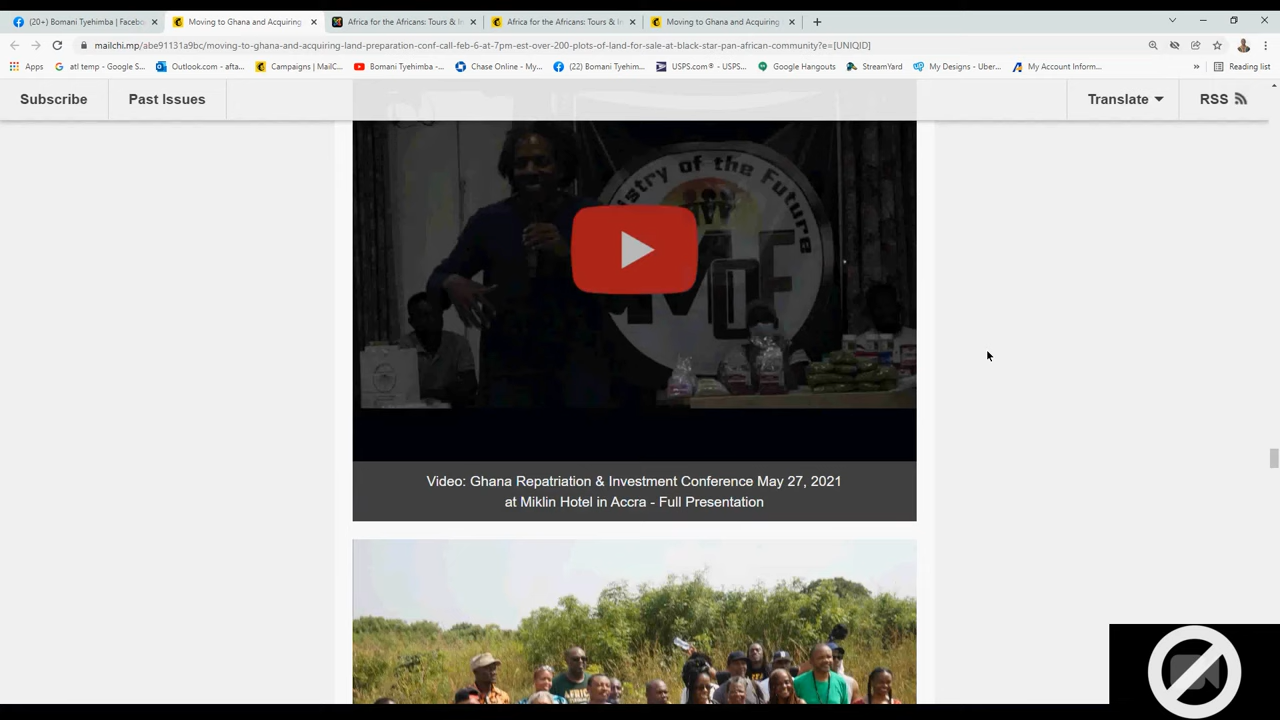 (20+) Bomani Tyehimba | Facebo
Moving to Ghana and Acquiring
Africa for the Africans: Tours & In
Africa for the Africans: Tours & In
Moving to Ghana and Acquiring
mailchi.mp/abe91131a9bc/moving-to-ghana-and-acquiring-land-preparation-conf-call-feb-6-at-7pm-est-over-200-plots-of-land-for-sale-at-black-star-pan-african-community?e=[UNIQID]
Apps
atl temp - Google S...
Outlook.com - afta...
Campaigns | MailC...
Bomani Tyehimba -...
Chase Online - My...
(22) Bomani Tyehim...
USPS.com® - USPS...
Google Hangouts
StreamYard
My Designs - Uber...
My Account Inform...
»
Reading list
Subscribe
Past Issues
Translate
RSS
istry of the Future
MOF
Video: Ghana Repatriation & Investment Conference May 27, 2021
at Miklin Hotel in Accra - Full Presentation